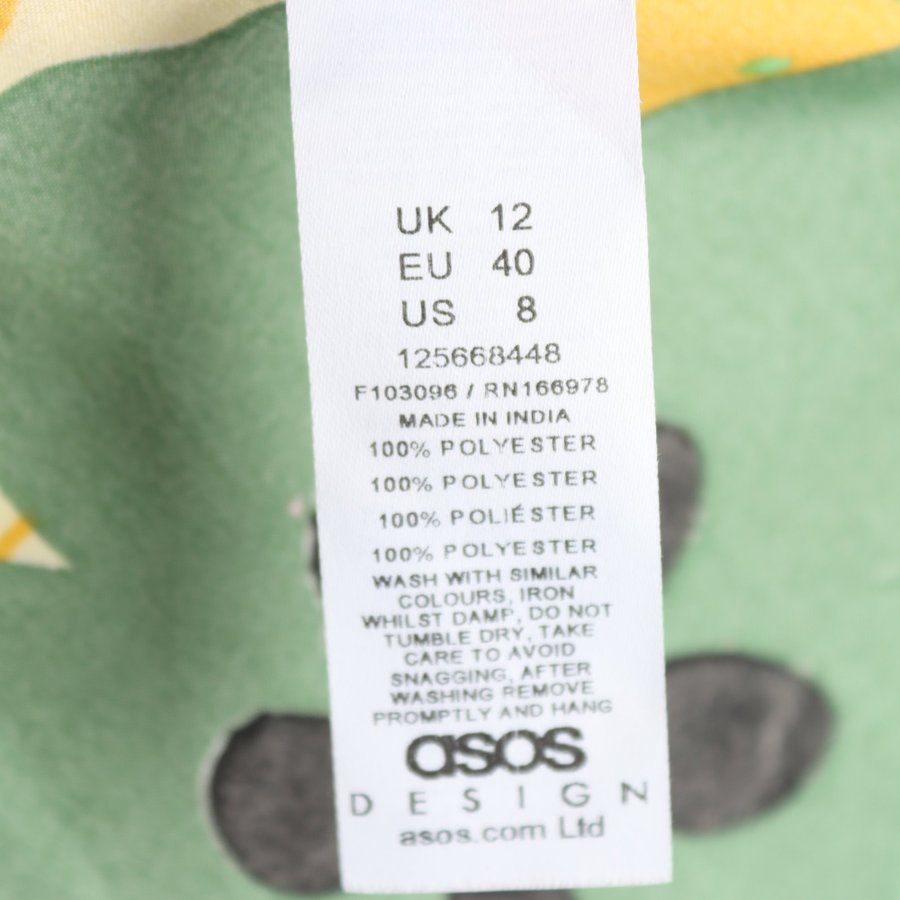 UK 12
EU 40
US 8
125668448
F103096 / RN166978
MADE IN INDIA
100% POLYESTER
100% POLYESTER
100% POLIÉSTER
100% POLYESTER
WASH WITH SIMILAR
COLOURS, IRON
WHILST DAMP, DO NOT
TUMBLE DRY, TAKE
CARE TO AVOID
SNAGGING, AFTER
WASHING REMOVE
PROMPTLY AND HANG
asos
DESIGN
asos.com Ltd